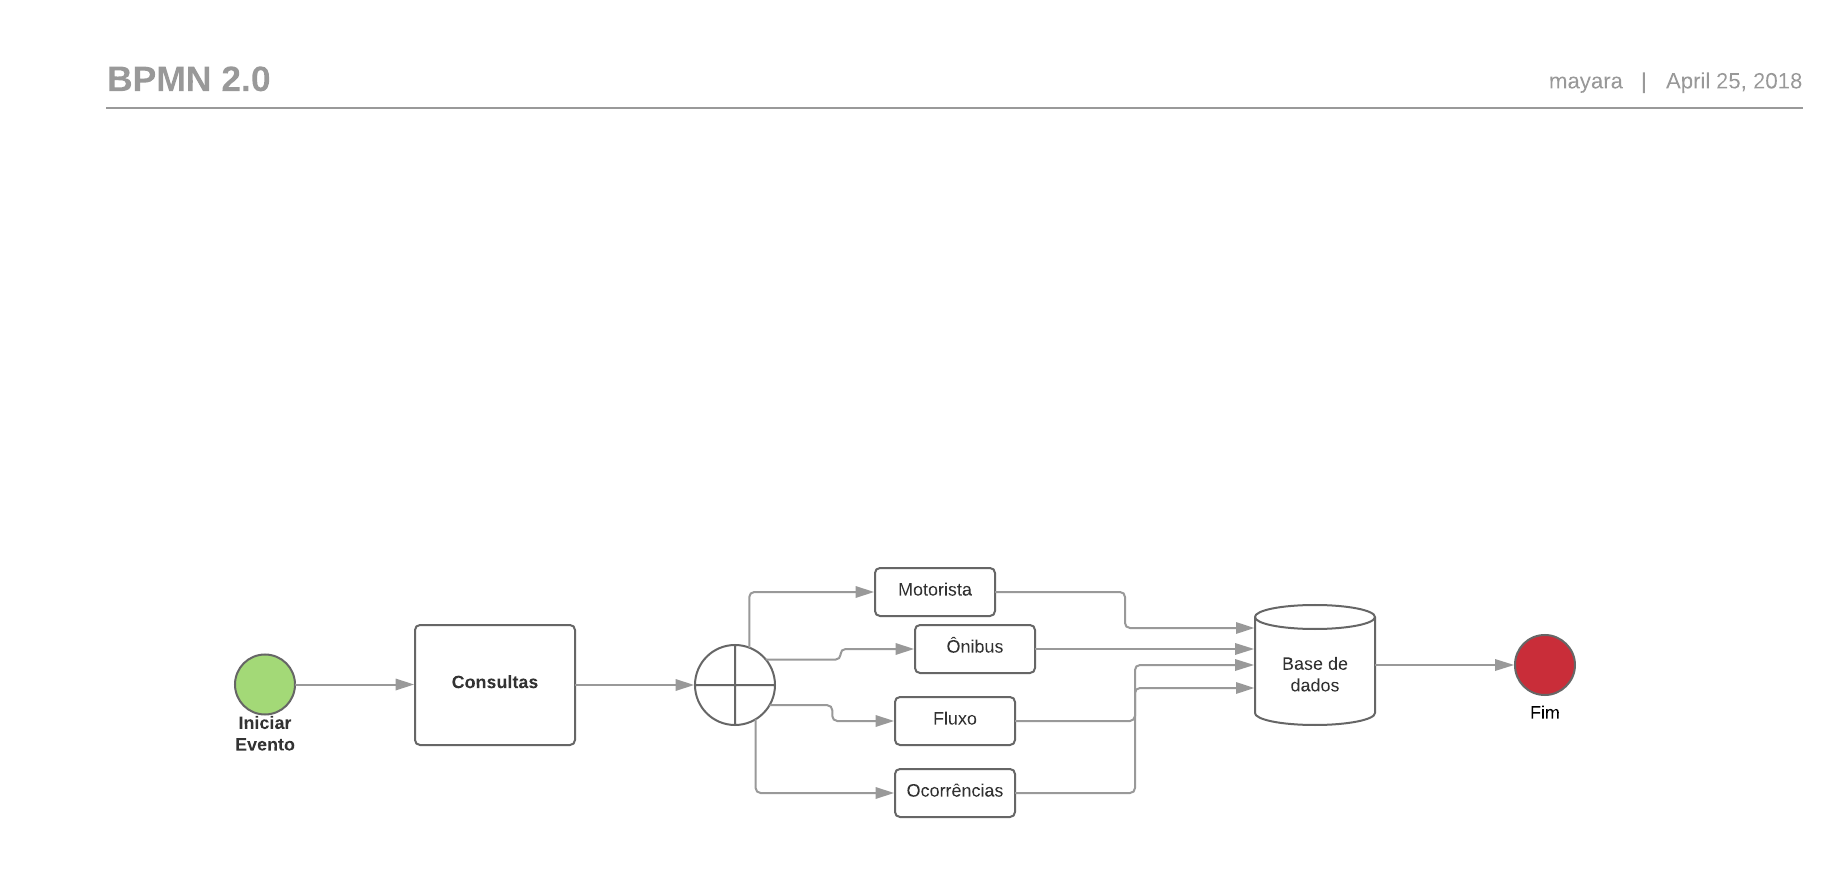 BPMN 2.0
mayara | April 25, 2018
Iniciar
Evento
Consultas
Motorista
Ônibus
Fluxo
Ocorrências
Base de
dados
Fim